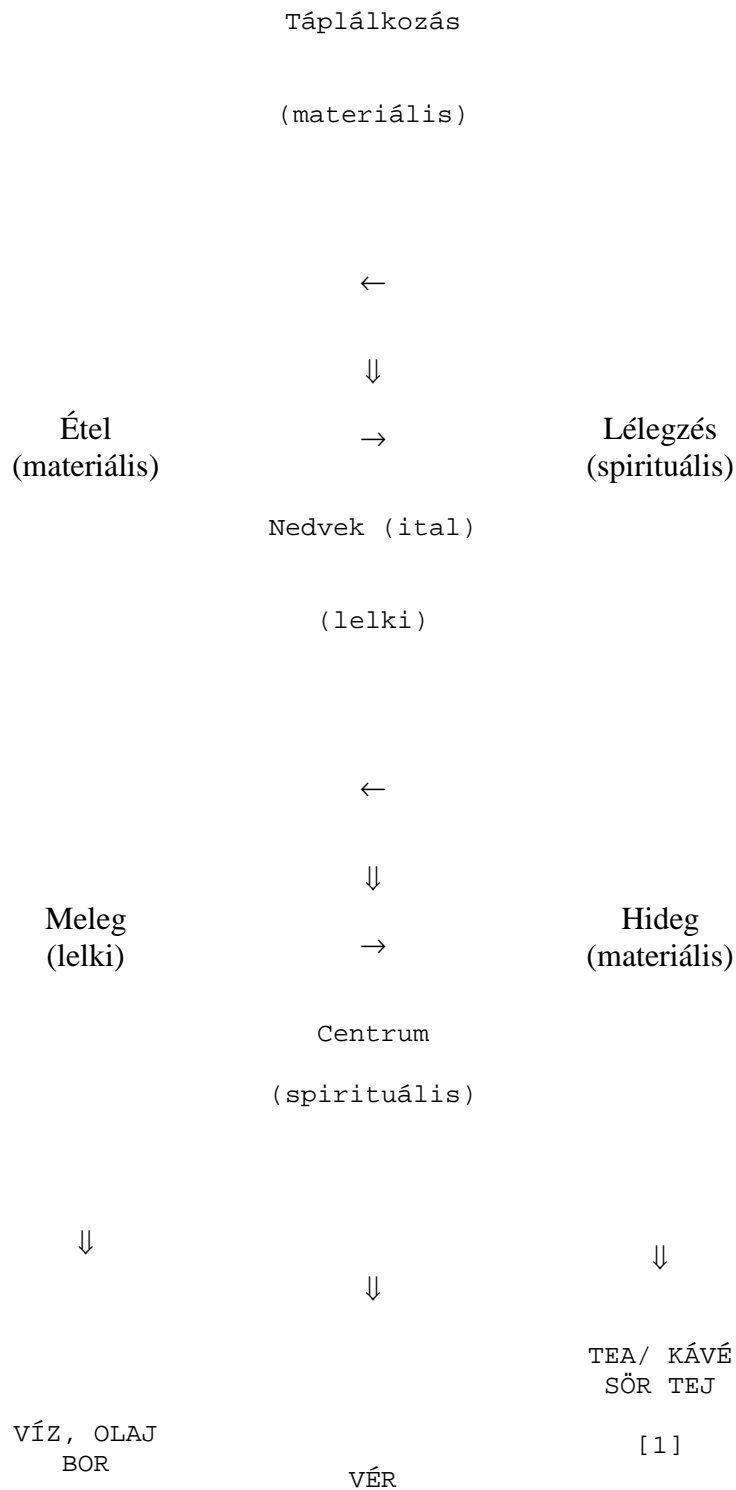 Táplálkozás
(materiális)
←
⇓
Étel → Lélegzés
(materiális) (spirituális)
Nedvek (ital)
(lelki)
←
⇓
Meleg → Hideg
(lelki) (materiális)
Centrum
(spirituális)
⇓ ⇓
⇓
TEA/ KÁVÉ
SÖR TEJ
VÍZ, OLAJ [1]
BOR
VÉR